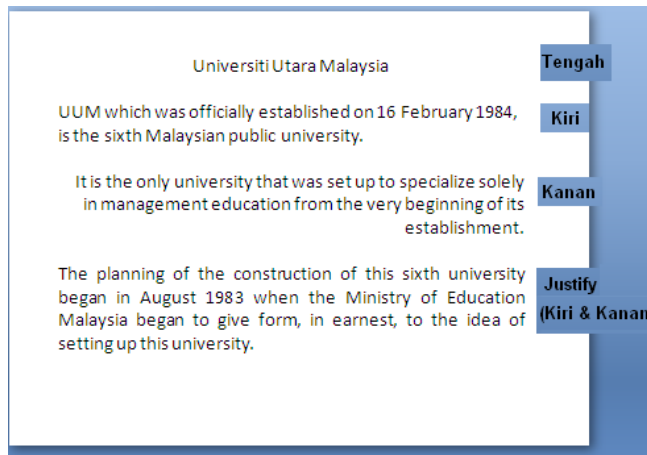 Universiti Utara Malaysia
Tengah
UUM which was officially established on 16 February 1984,
is the sixth Malaysian public university.
Kiri
It is the only university that was set up to specialize solely
in management education from the very beginning of its
establishment.
Kanan
The planning of the construction of this sixth university
began in August 1983 when the Ministry of Education
Malaysia began to give form, in earnest, to the idea of
setting up this university.
Justify
(Kiri & Kanan